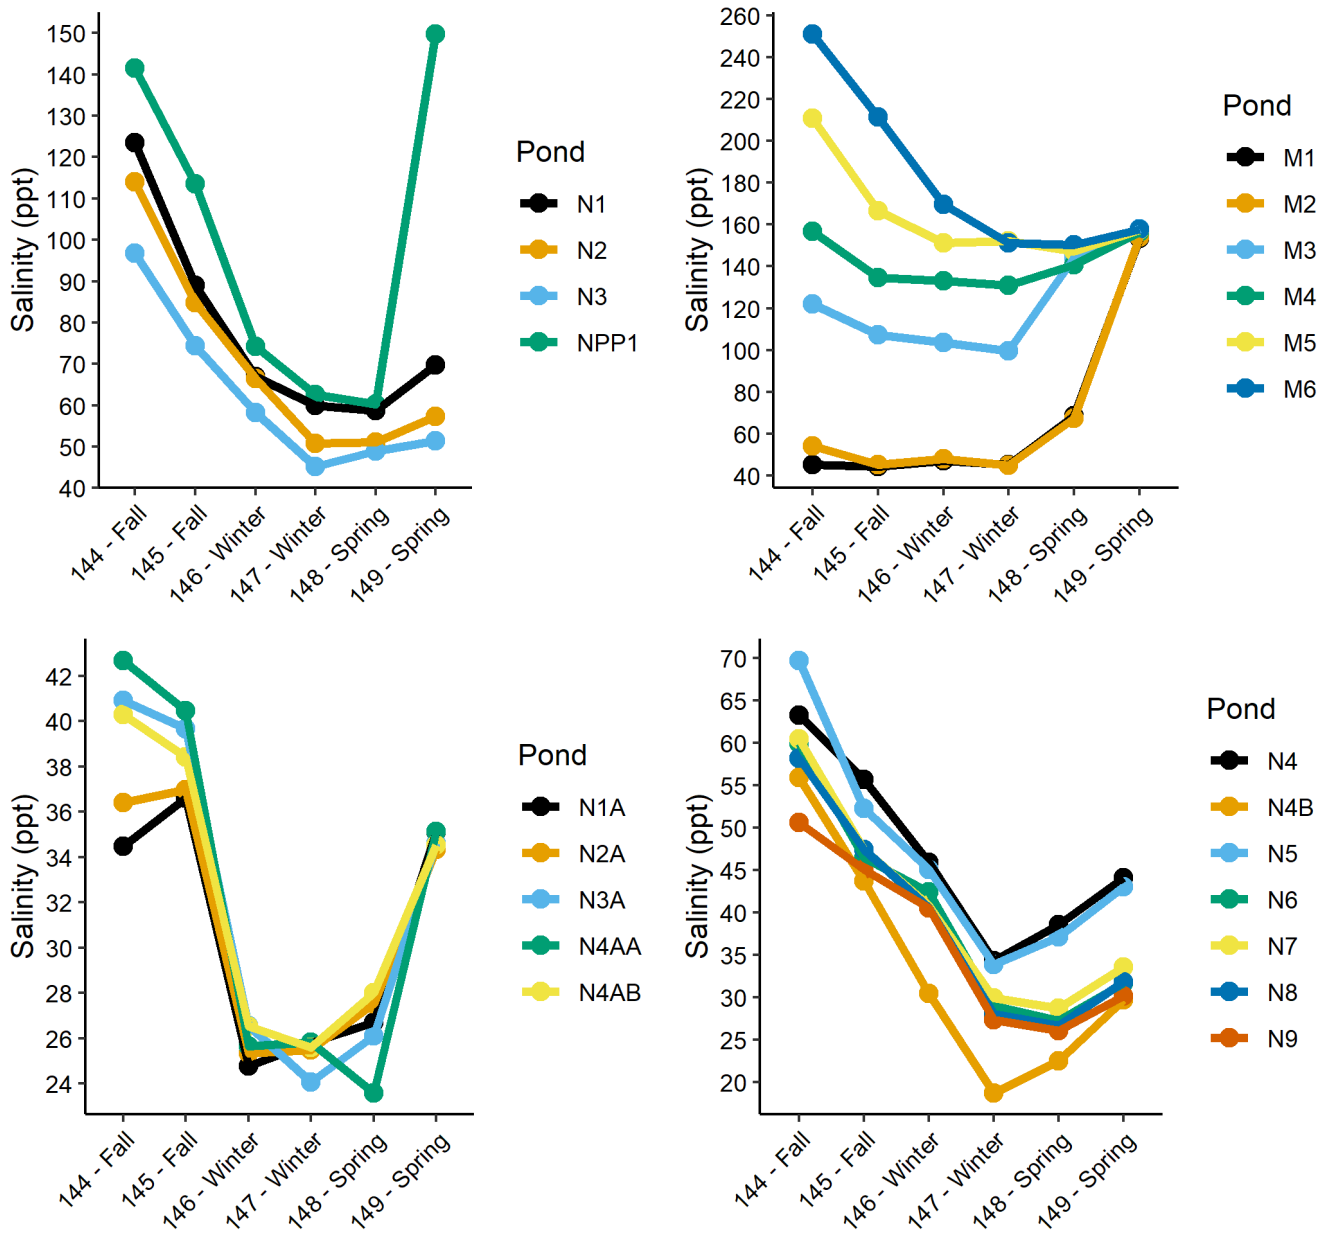 Salinity (ppt)
150
140
130
120
110
100
90
80
70
60
50
40
144 - Fall
145 - Fall
146 - Winter
147 - Winter
148 - Spring
149 - Spring
Pond
N1
N2
N3
NPP1
Salinity (ppt)
260
240
220
200
180
160
140
120
100
80
60
40
144 - Fall
145 - Fall
146 - Winter
147 - Winter
148 - Spring
149 - Spring
Pond
M1
M2
M3
M4
M5
M6
Salinity (ppt)
42
40
38
36
34
32
30
28
26
24
144 - Fall
145 - Fall
146 - Winter
147 - Winter
148 - Spring
149 - Spring
Pond
N1A
N2A
N3A
N4AA
N4AB
Salinity (ppt)
70
65
60
55
50
45
40
35
30
25
20
144 - Fall
145 - Fall
146 - Winter
147 - Winter
148 - Spring
149 - Spring
Pond
N4
N4B
N5
N6
N7
N8
N9